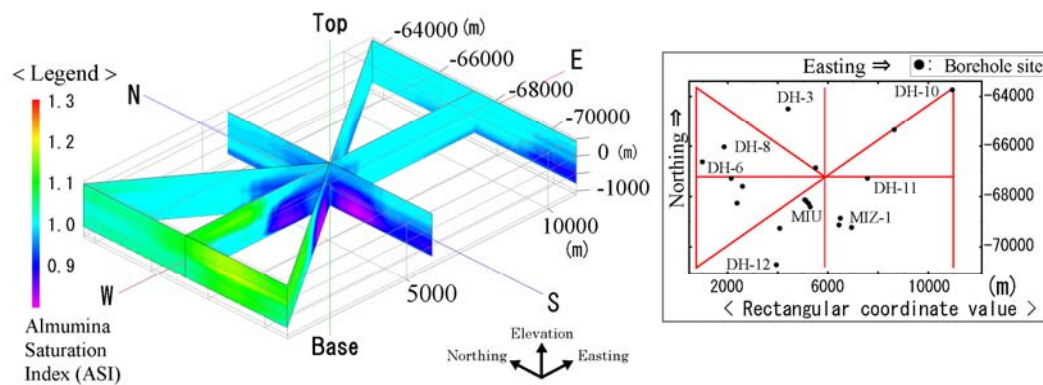 Top
-64000 (m)
-66000
E
-68000
-70000
0 (m)
-1000
10000
(m)
5000
S
N
W
Base
< Legend >
1.3
1.2
1.1
1.0
0.9
Almumina
Saturation
Index (ASI)
Elevation
Northing
Easting
Easting ⇒
● : Borehole site
Northing ⇒
DH-3
DH-10
DH-8
DH-6
DH-11
MIU
MIZ-1
DH-12
-64000
-66000
-68000
-70000
2000
6000
10000
(m)
< Rectangular coordinate value >